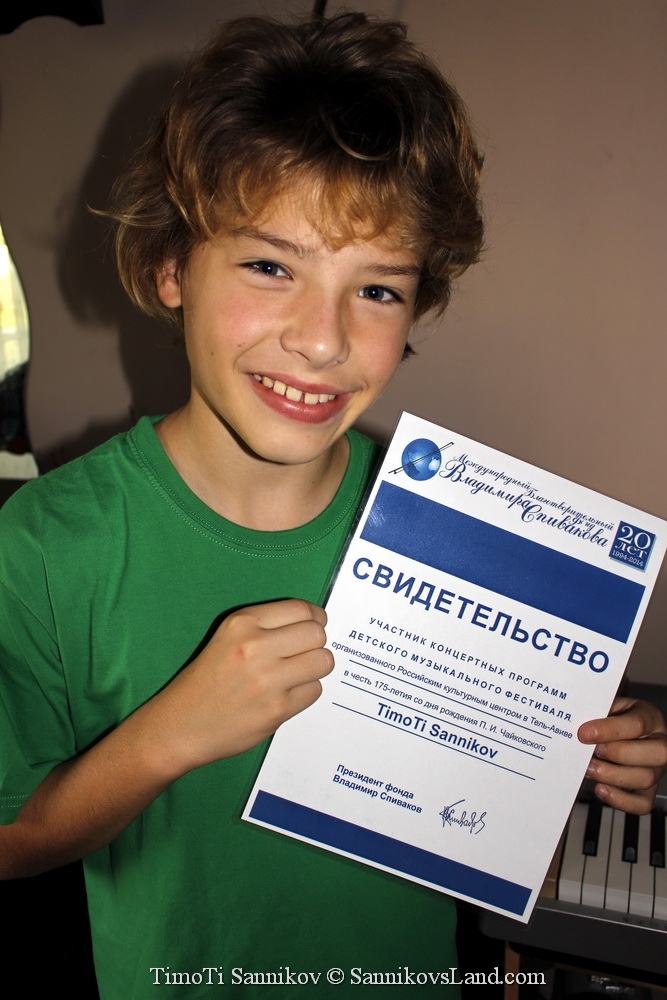 Международный
Благотворительный
Фонд
Владимира Спивакова
20
ЛЕТ
1994-2014
СВИДЕТЕЛЬСТВО
УЧАСТНИК КОНЦЕРТНЫХ ПРОГРАММ
ДЕТСКОГО МУЗЫКАЛЬНОГО ФЕСТИВАЛЯ,
организованного Российским культурным центром в Тель-Авиве
в честь 175-летия со дня рождения П. И. Чайковского
TimoTi Sannikov
Президент фонда
Владимир Спиваков
TimoTi Sannikov © SannikovsLand.com